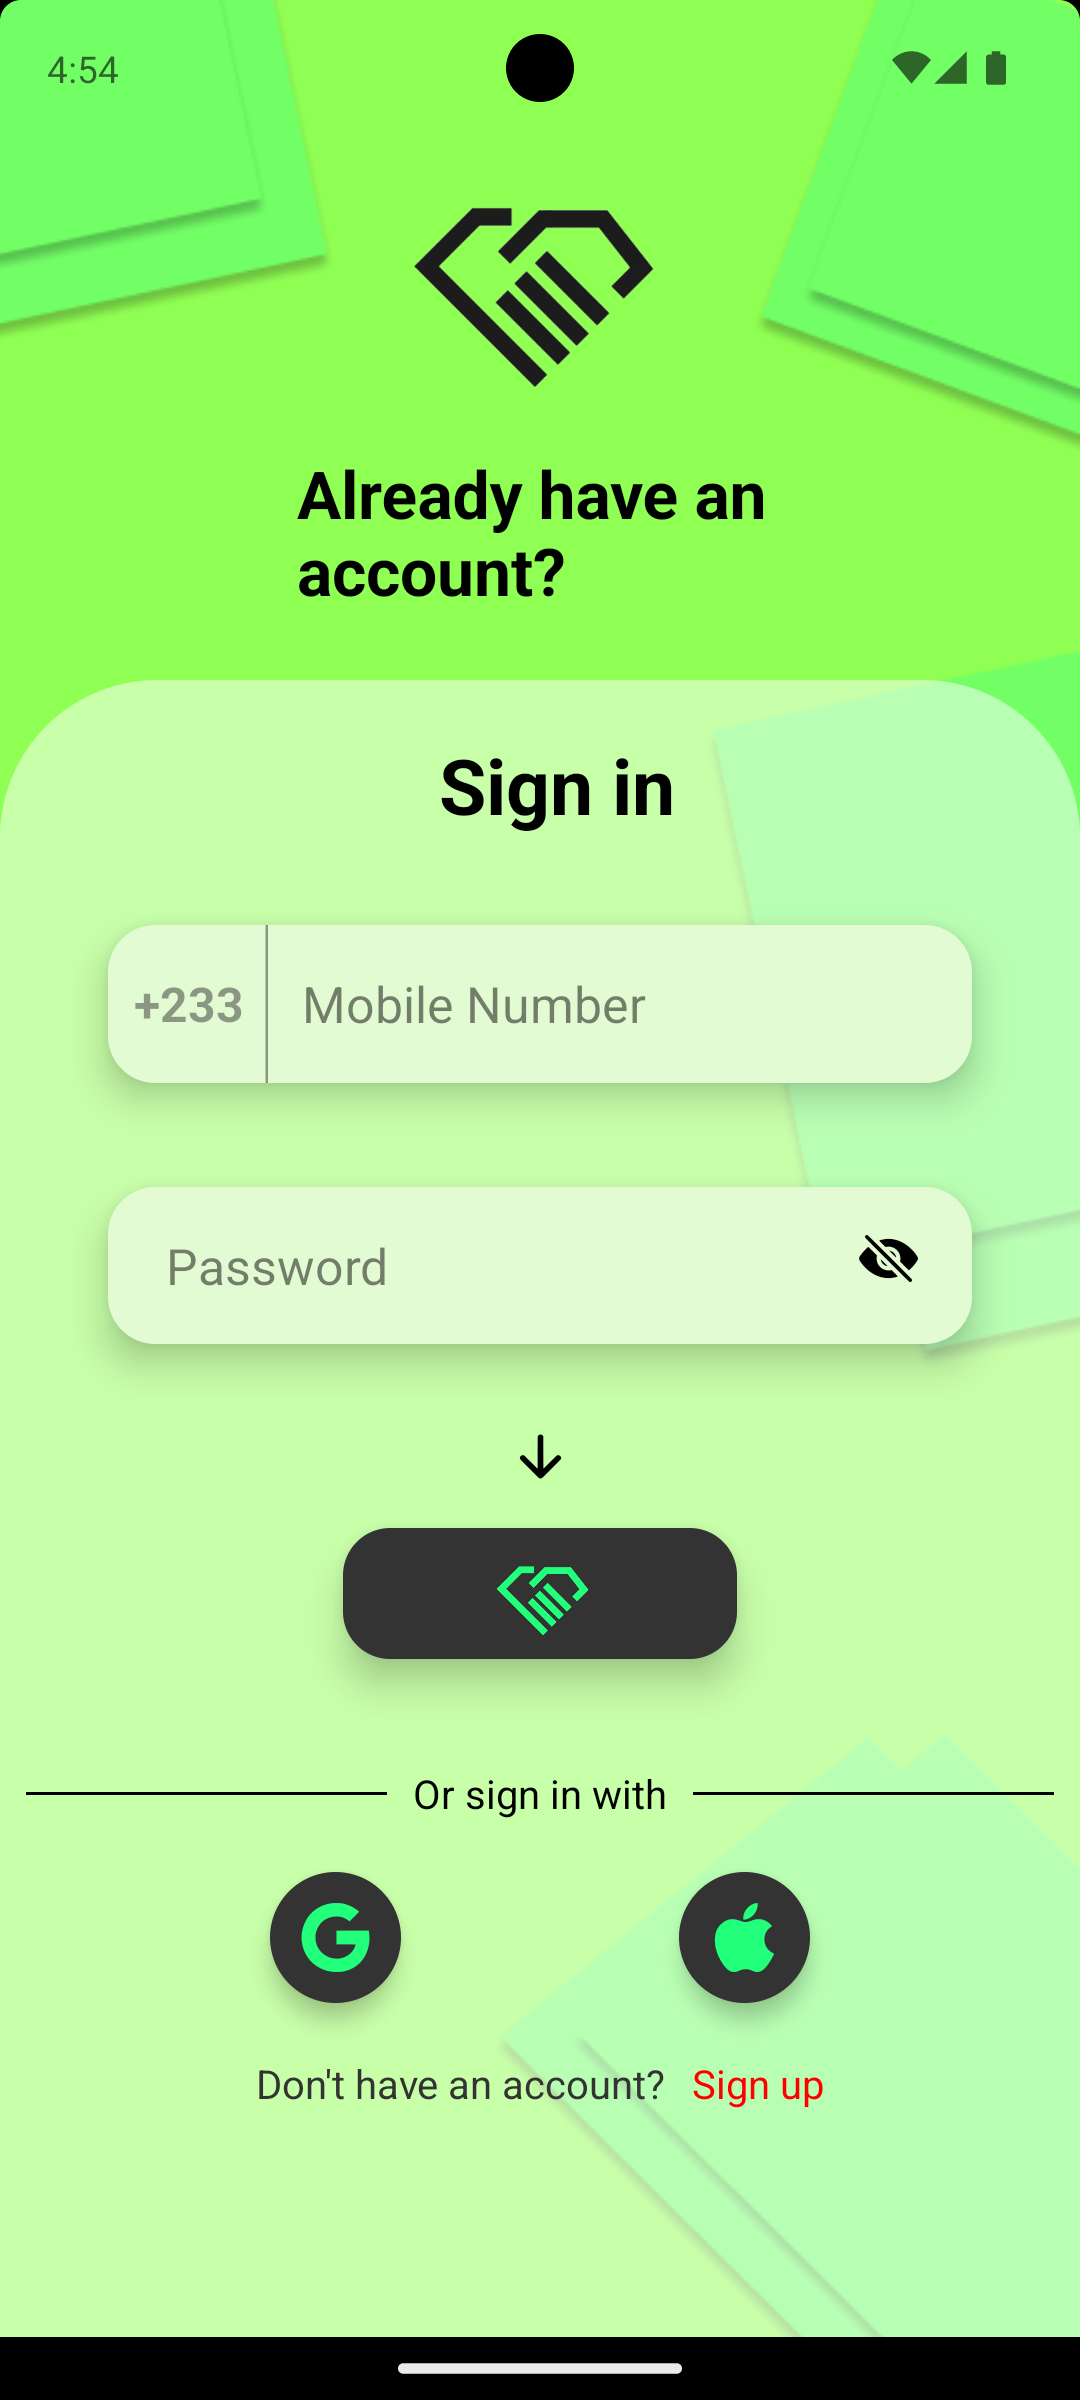 4:54
Already have an
account?
Sign in
+233 Mobile Number
Password
Or sign in with
Don't have an account? Sign up